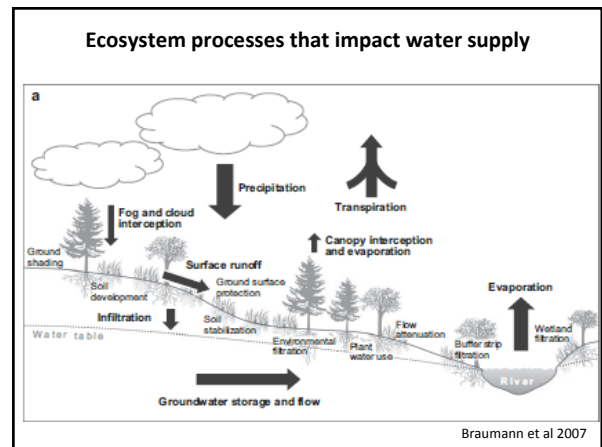 Ecosystem processes that impact water supply
a
Precipitation
Transpiration
Fog and cloud
interception
Canopy interception
and evaporation
Ground
shading
Surface runoff
Ground surface
protection
Evaporation
Soil
development
Infiltration
Soil
stabilization
Flow
attenuation
Wetland
filtration
Water table
Environmental
filtration
Plant
water use
Buffer strip
filtration
River
Groundwater storage and flow
Braumann et al 2007